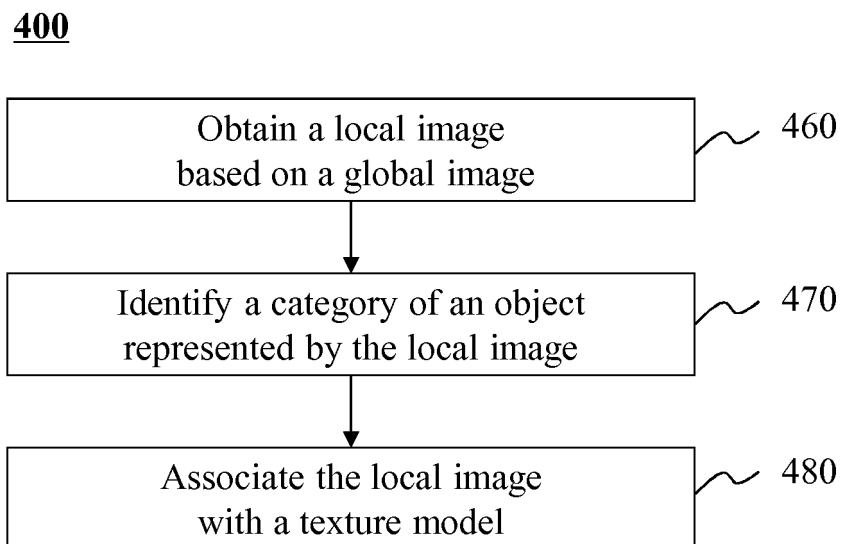 400
Obtain a local image
based on a global image
460
Identify a category of an object
represented by the local image
470
Associate the local image
with a texture model
480